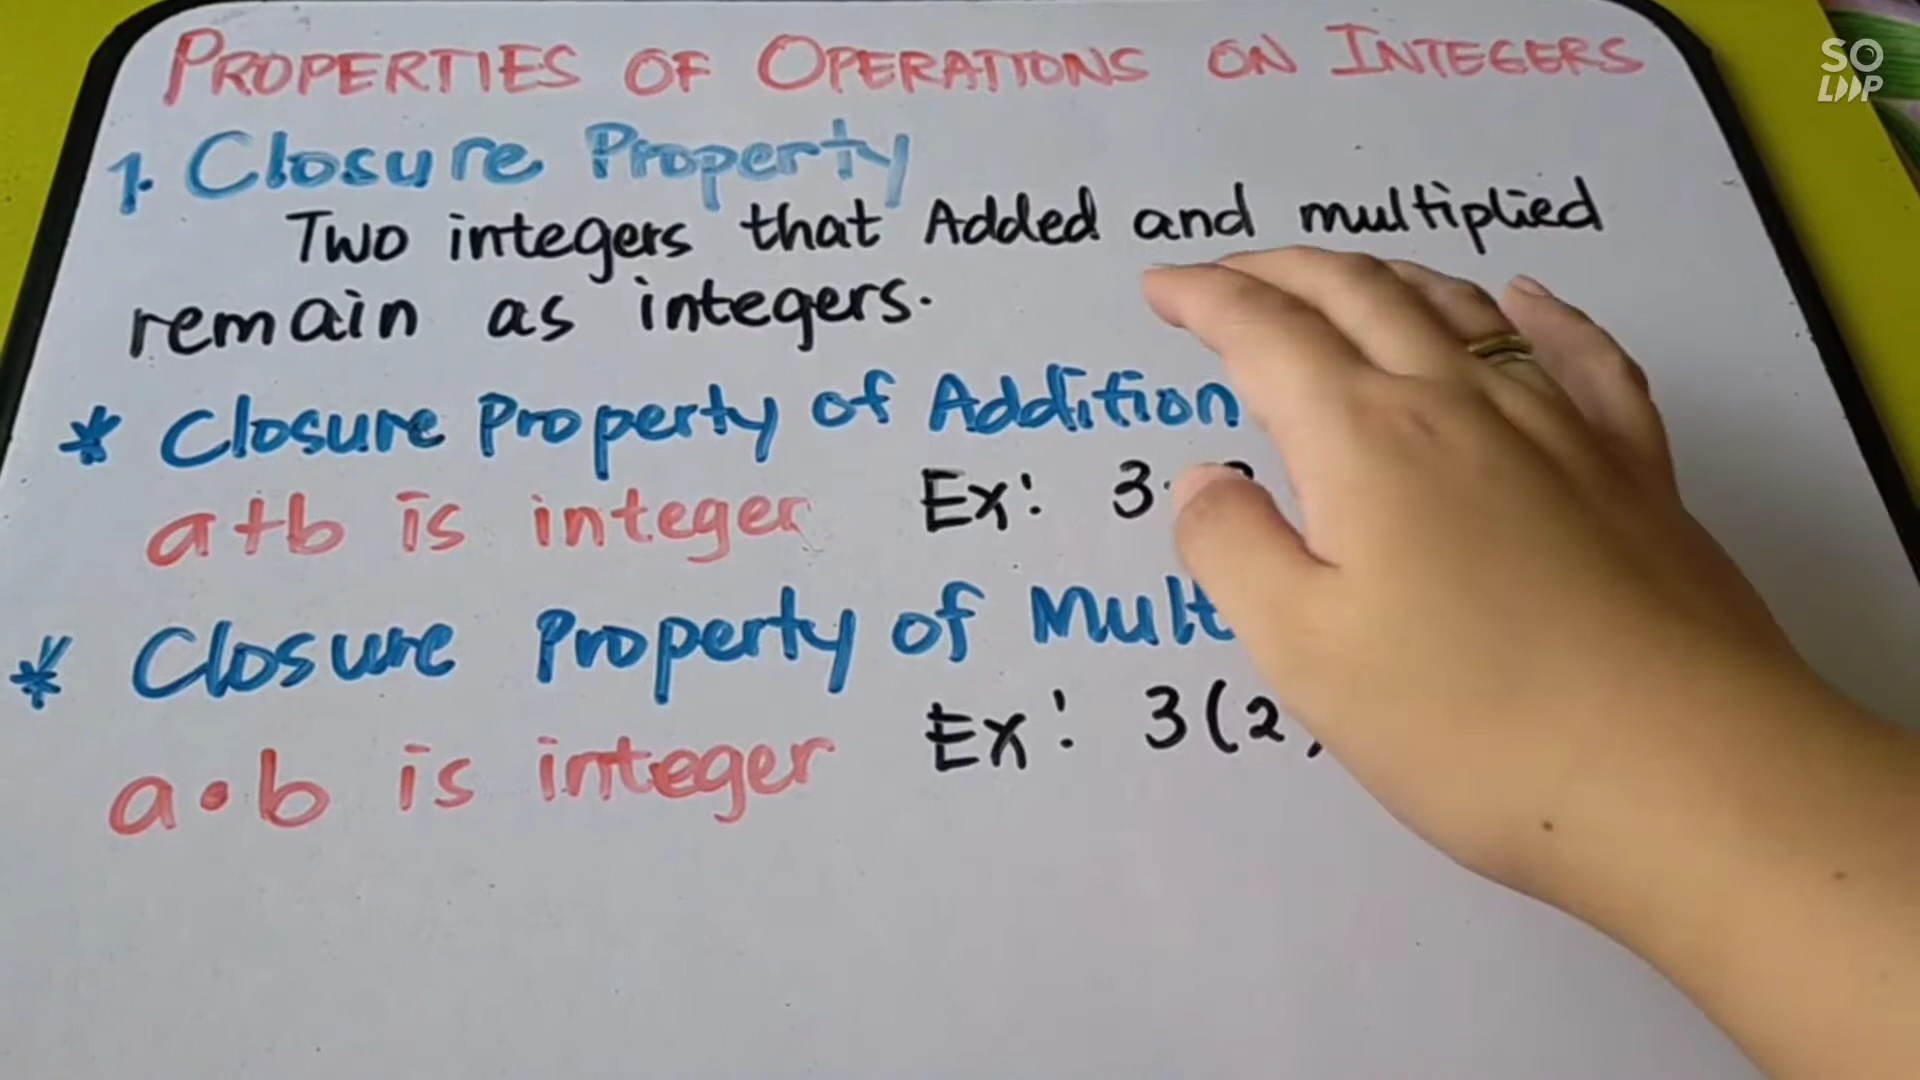 PROPERTIES OF OPERATIONS ON INTEGERS
SO
LOOP
1. Closure Property
Two integers that Added and multiplied
remain as integers.
* Closure Property of Addition
a+b is integer Ex: 3
* Closure Property of Mult
a•b is integer Ex: 3(2